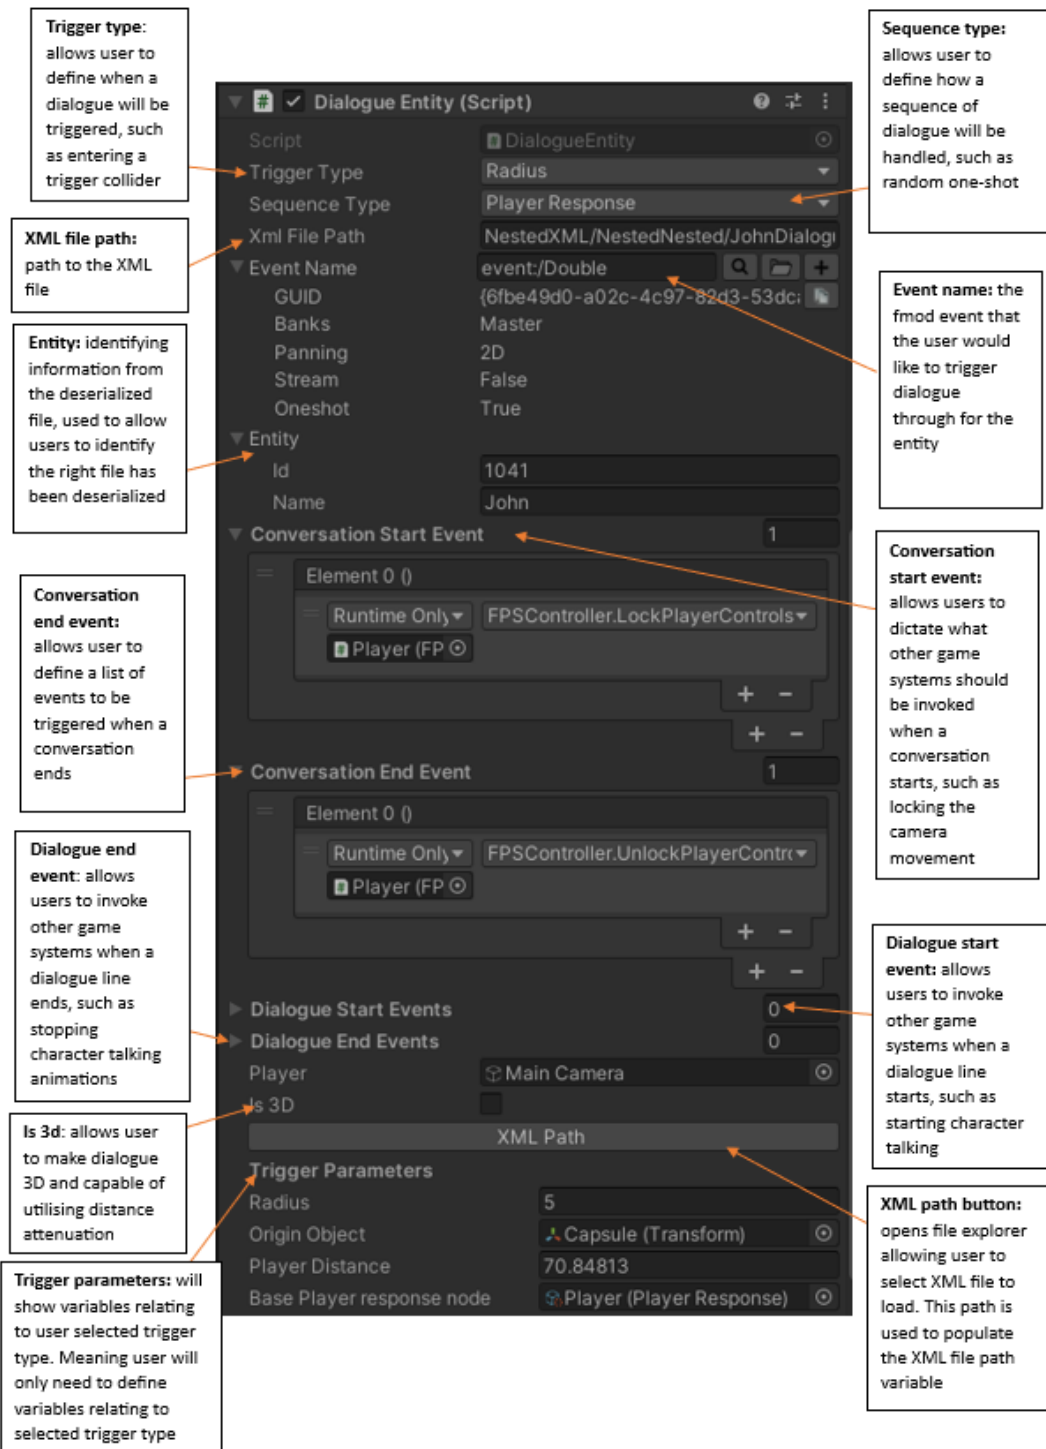 Trigger type:
allows user to
define when a
dialogue will be
triggered, such
as entering a
trigger collider
XML file path:
path to the XML
file
Entity: identifying
information from
the deserialized
file, used to allow
users to identify
the right file has
been deserialized
Conversation
end event:
allows user to
define a list of
events to be
triggered when a
conversation
ends
Dialogue end
event: allows
users to invoke
other game
systems when a
dialogue line
ends, such as
stopping
character talking
animations
Is 3d: allows user
to make dialogue
3D and capable of
utilising distance
attenuation
Trigger parameters: will
show variables relating
to user selected trigger
type. Meaning user will
only need to define
variables relating to
selected trigger type
Dialogue Entity (Script)
Script DialogueEntity
Trigger Type Radius
Sequence Type Player Response
Xml File Path NestedXML/NestedNested/JohnDialog
Event Name event:/Double
GUID {6fbe49d0-a02c-4c97-82d3-53dc
Banks Master
Panning 2D
Stream False
Oneshot True
Entity
Id 1041
Name John
Conversation Start Event 1
Element 0 ()
Runtime Only FPSController.LockPlayerControls
Player (FP
+ −
+ −
Conversation End Event 1
Element 0 ()
Runtime Only FPSController.UnlockPlayerContr
Player (FP
+ −
+ −
Dialogue Start Events 0
Dialogue End Events 0
Player Main Camera
Is 3D
XML Path
Trigger Parameters
Radius 5
Origin Object Capsule (Transform)
Player Distance 70.84813
Base Player response node Player (Player Response)
Sequence type:
allows user to
define how a
sequence of
dialogue will be
handled, such as
random one-shot
Event name: the
fmod event that
the user would
like to trigger
dialogue
through for the
entity
Conversation
start event:
allows users to
dictate what
other game
systems should
be invoked
when a
conversation
starts, such as
locking the
camera
movement
Dialogue start
event: allows
users to invoke
other game
systems when a
dialogue line
starts, such as
starting character
talking
XML path button:
opens file explorer
allowing user to
select XML file to
load. This path is
used to populate
the XML file path
variable